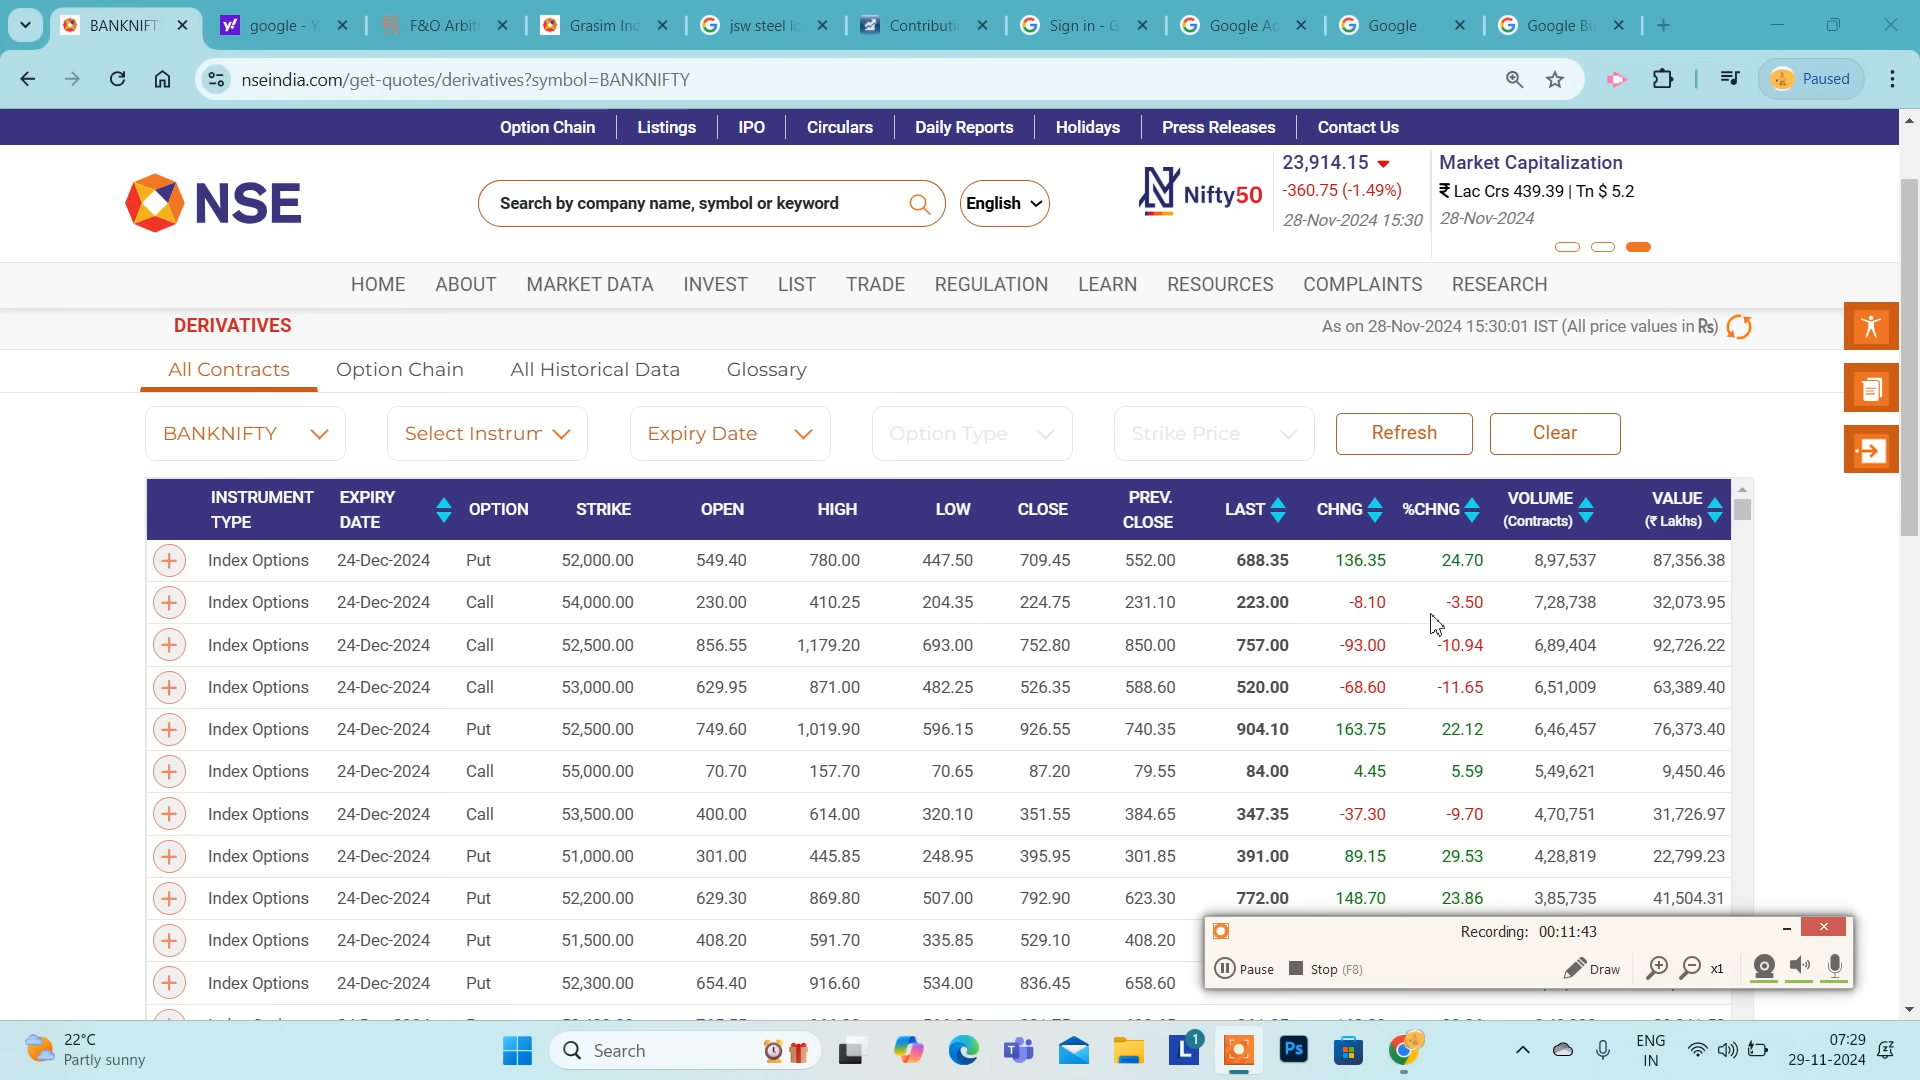 BANKNIFT
google - Y
F&O Arbit
Grasim Ind
jsw steel lo
Contributi
Sign in - G
Google Ac
Google
Google Bu
nseindia.com/get-quotes/derivatives?symbol=BANKNIFTY
Paused
Option Chain Listings IPO Circulars Daily Reports Holidays Press Releases Contact Us
NSE
Search by company name, symbol or keyword
English
Nifty50
23,914.15
-360.75 (-1.49%)
28-Nov-2024 15:30
Market Capitalization
₹ Lac Crs 439.39 | Tn $ 5.2
28-Nov-2024
HOME ABOUT MARKET DATA INVEST LIST TRADE REGULATION LEARN RESOURCES COMPLAINTS RESEARCH
DERIVATIVES
As on 28-Nov-2024 15:30:01 IST (All price values in Rs)
All Contracts Option Chain All Historical Data Glossary
BANKNIFTY Select Instrum Expiry Date Option Type Strike Price Refresh Clear
INSTRUMENT TYPE EXPIRY DATE OPTION STRIKE OPEN HIGH LOW CLOSE PREV. CLOSE LAST CHNG %CHNG VOLUME (Contracts) VALUE (₹ Lakhs)
Index Options 24-Dec-2024 Put 52,000.00 549.40 780.00 447.50 709.45 552.00 688.35 136.35 24.70 8,97,537 87,356.38
Index Options 24-Dec-2024 Call 54,000.00 230.00 410.25 204.35 224.75 231.10 223.00 -8.10 -3.50 7,28,738 32,073.95
Index Options 24-Dec-2024 Call 52,500.00 856.55 1,179.20 693.00 752.80 850.00 757.00 -93.00 -10.94 6,89,404 92,726.22
Index Options 24-Dec-2024 Call 53,000.00 629.95 871.00 482.25 526.35 588.60 520.00 -68.60 -11.65 6,51,009 63,389.40
Index Options 24-Dec-2024 Put 52,500.00 749.60 1,019.90 596.15 926.55 740.35 904.10 163.75 22.12 6,46,457 76,373.40
Index Options 24-Dec-2024 Call 55,000.00 70.70 157.70 70.65 87.20 79.55 84.00 4.45 5.59 5,49,621 9,450.46
Index Options 24-Dec-2024 Call 53,500.00 400.00 614.00 320.10 351.55 384.65 347.35 -37.30 -9.70 4,70,751 31,726.97
Index Options 24-Dec-2024 Put 51,000.00 301.00 445.85 248.95 395.95 301.85 391.00 89.15 29.53 4,28,819 22,799.23
Index Options 24-Dec-2024 Put 52,200.00 629.30 869.80 507.00 792.90 623.30 772.00 148.70 23.86 3,85,735 41,504.31
Index Options 24-Dec-2024 Put 51,500.00 408.20 591.70 335.85 529.10 408.20
Index Options 24-Dec-2024 Put 52,300.00 654.40 916.60 534.00 836.45 658.60
Recording: 00:11:43
Pause Stop (F8) Draw x1
22°C
Partly sunny
Search
1
Ps
ENG
IN
07:29
29-11-2024